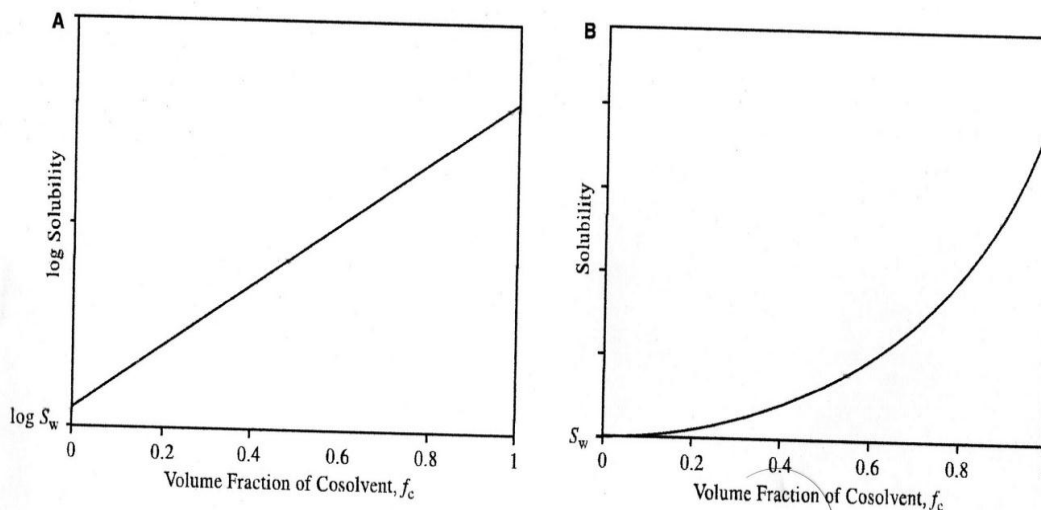 A
log Solubility
log Sw
0
0.2
0.4
0.6
0.8
1
Volume Fraction of Cosolvent, fc
B
Solubility
Sw
0
0.2
0.4
0.6
0.8
Volume Fraction of Cosolvent, fc